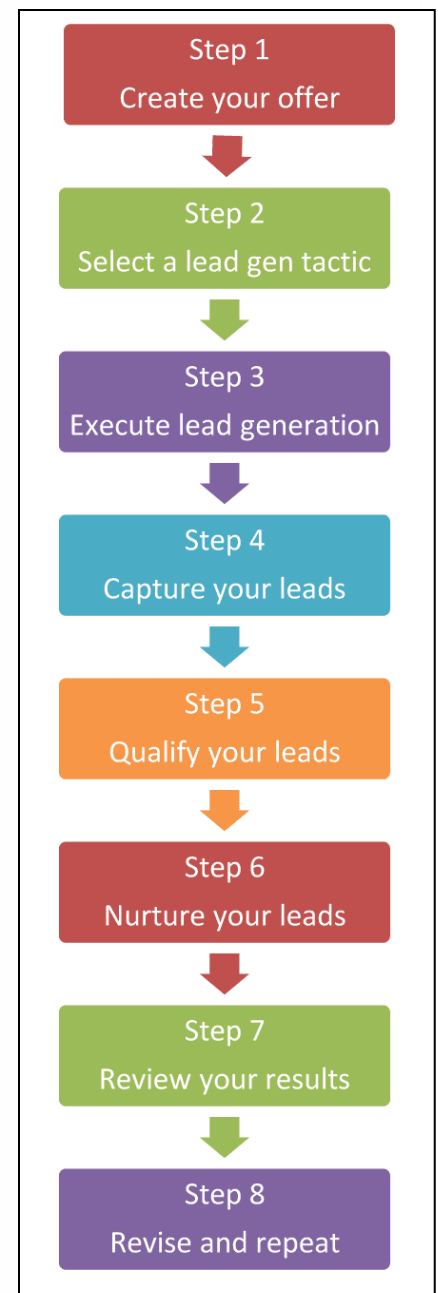 Step 1
Create your offer
Step 2
Select a lead gen tactic
Step 3
Execute lead generation
Step 4
Capture your leads
Step 5
Qualify your leads
Step 6
Nurture your leads
Step 7
Review your results
Step 8
Revise and repeat